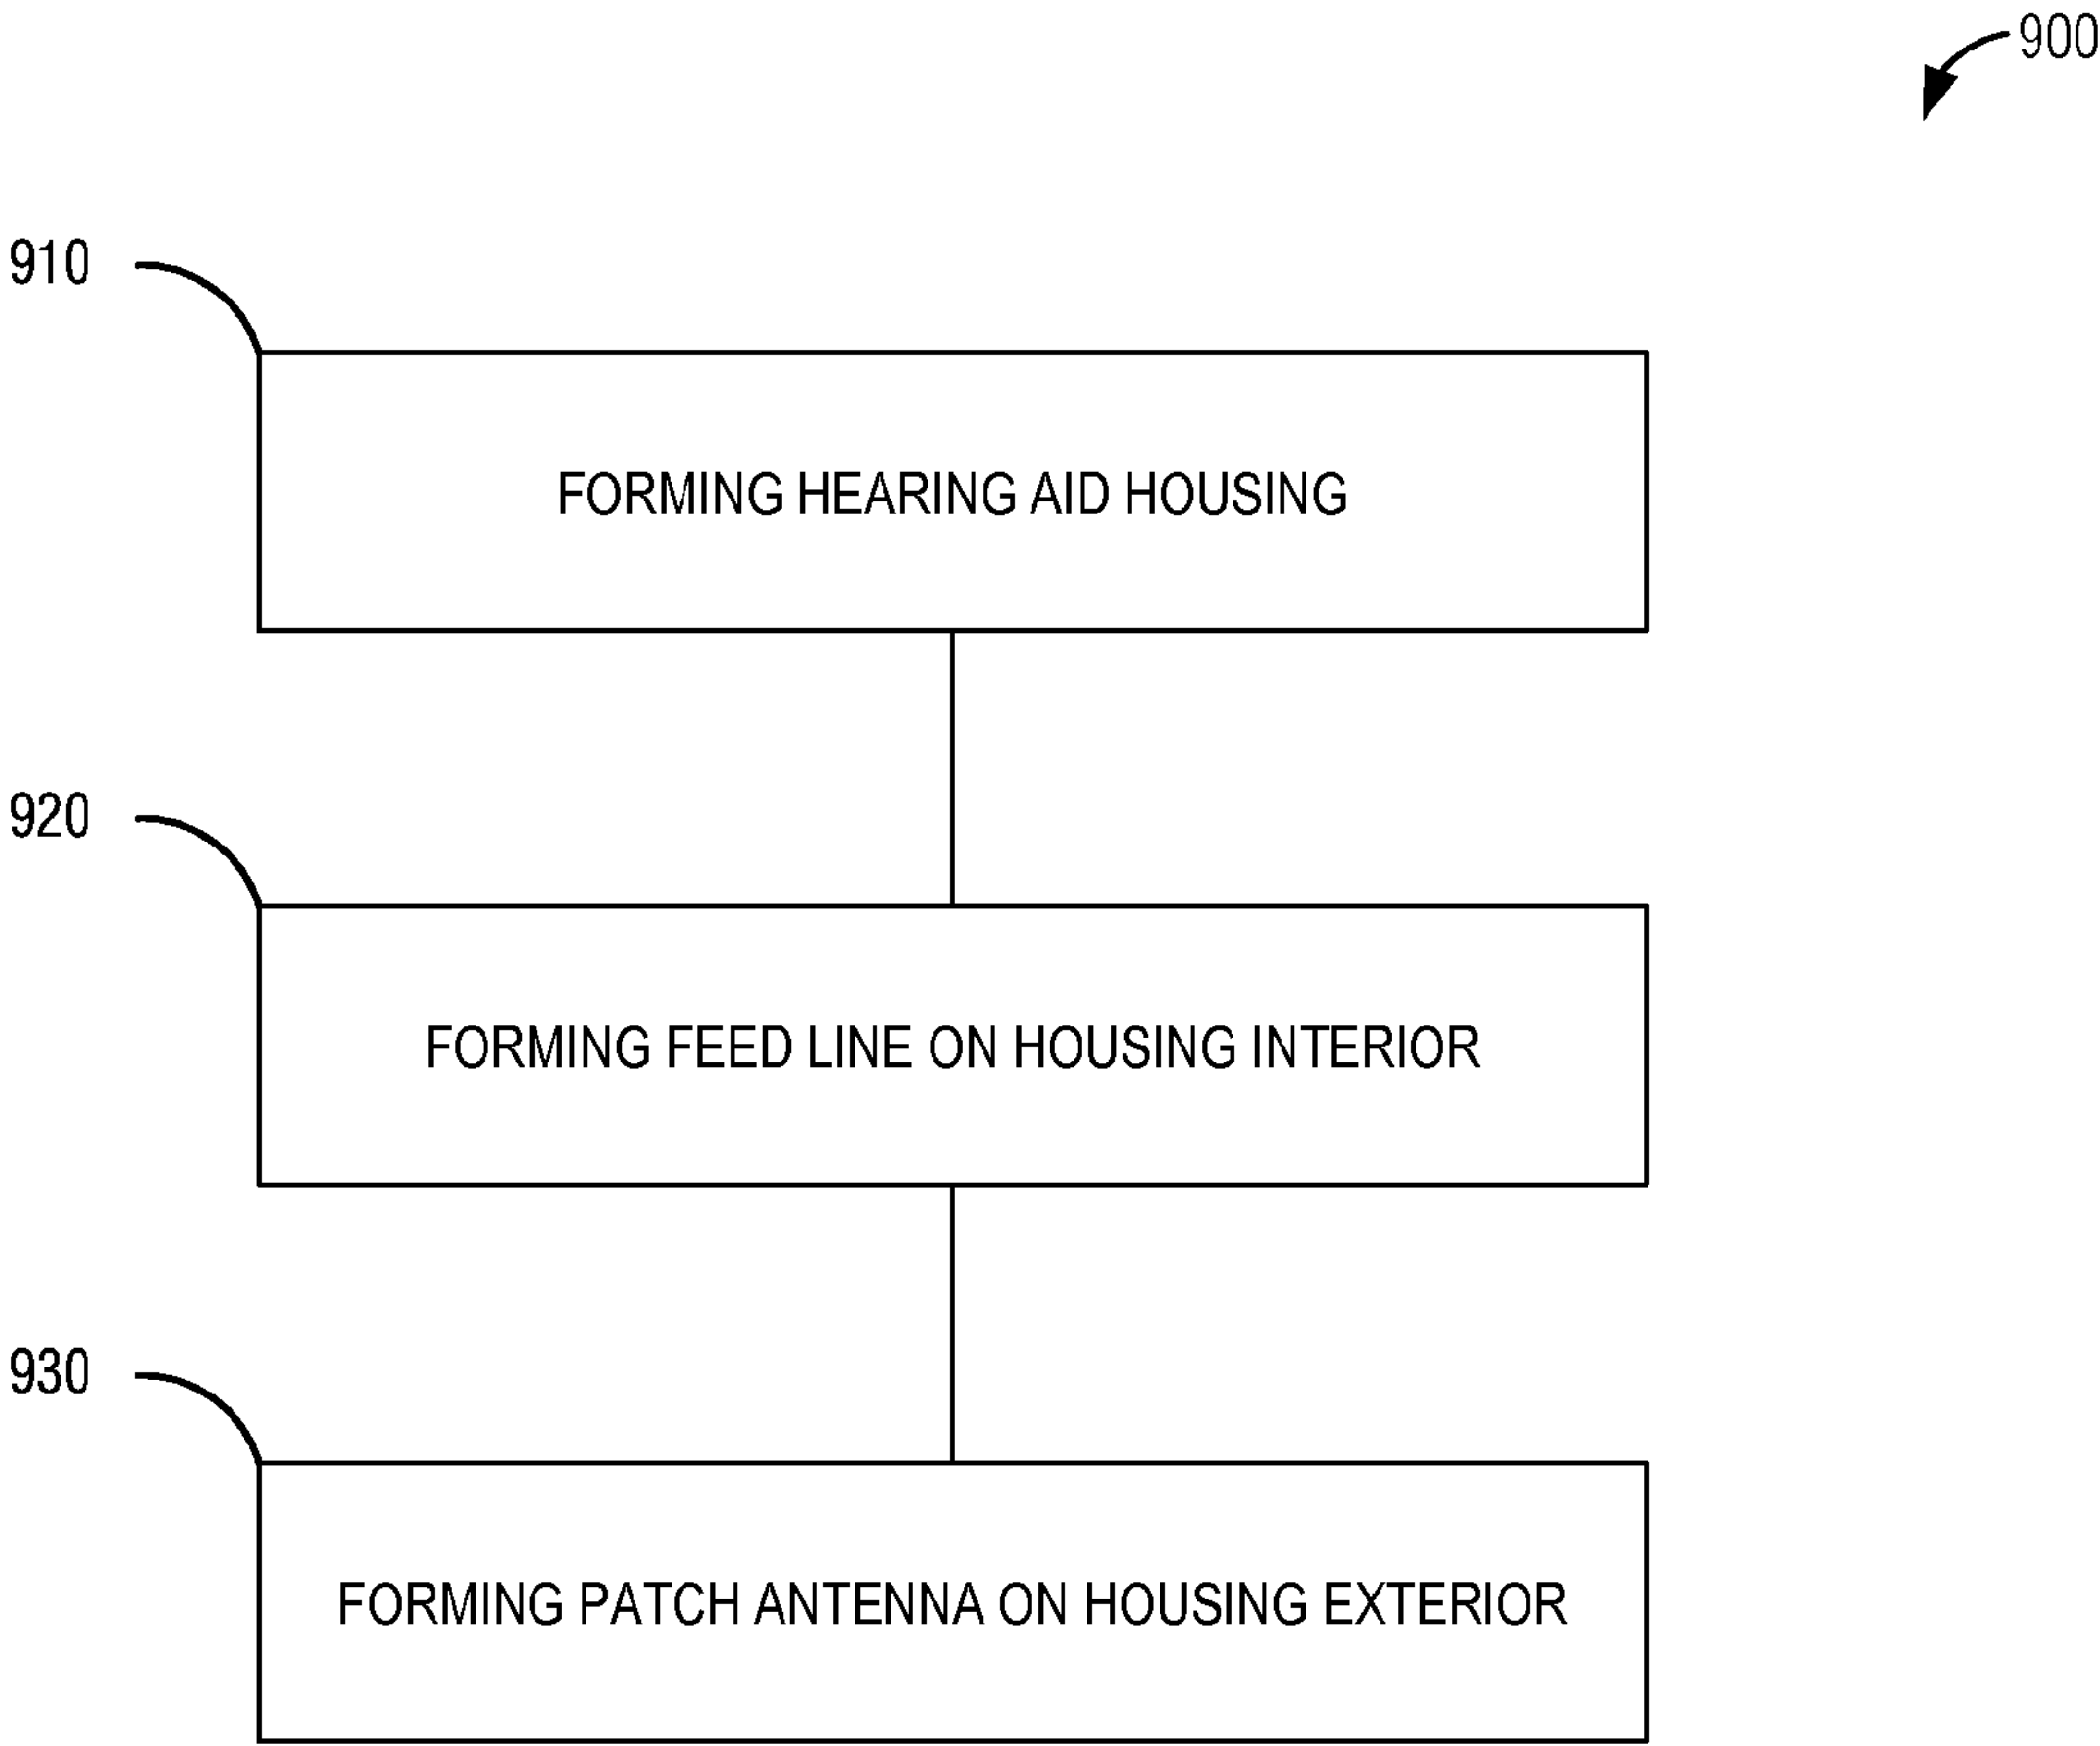 900
910
FORMING HEARING AID HOUSING
920
FORMING FEED LINE ON HOUSING INTERIOR
930
FORMING PATCH ANTENNA ON HOUSING EXTERIOR